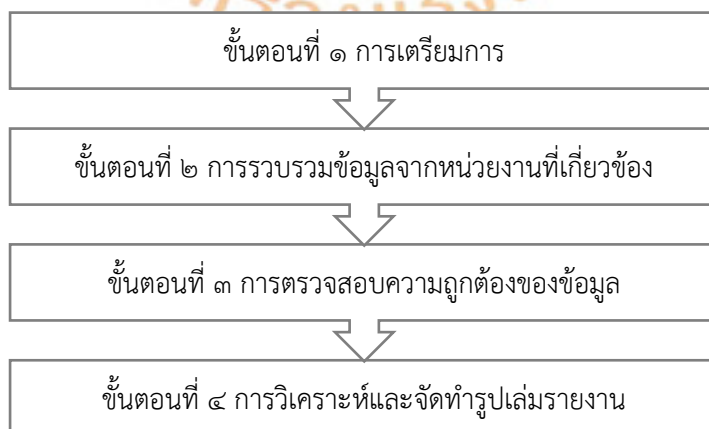 ขั้นตอนที่ ๑ การเตรียมการ
ขั้นตอนที่ ๒ การรวบรวมข้อมูลจากหน่วยงานที่เกี่ยวข้อง
ขั้นตอนที่ ๓ การตรวจสอบความถูกต้องของข้อมูล
ขั้นตอนที่ ๔ การวิเคราะห์และจัดทำรูปเล่มรายงาน